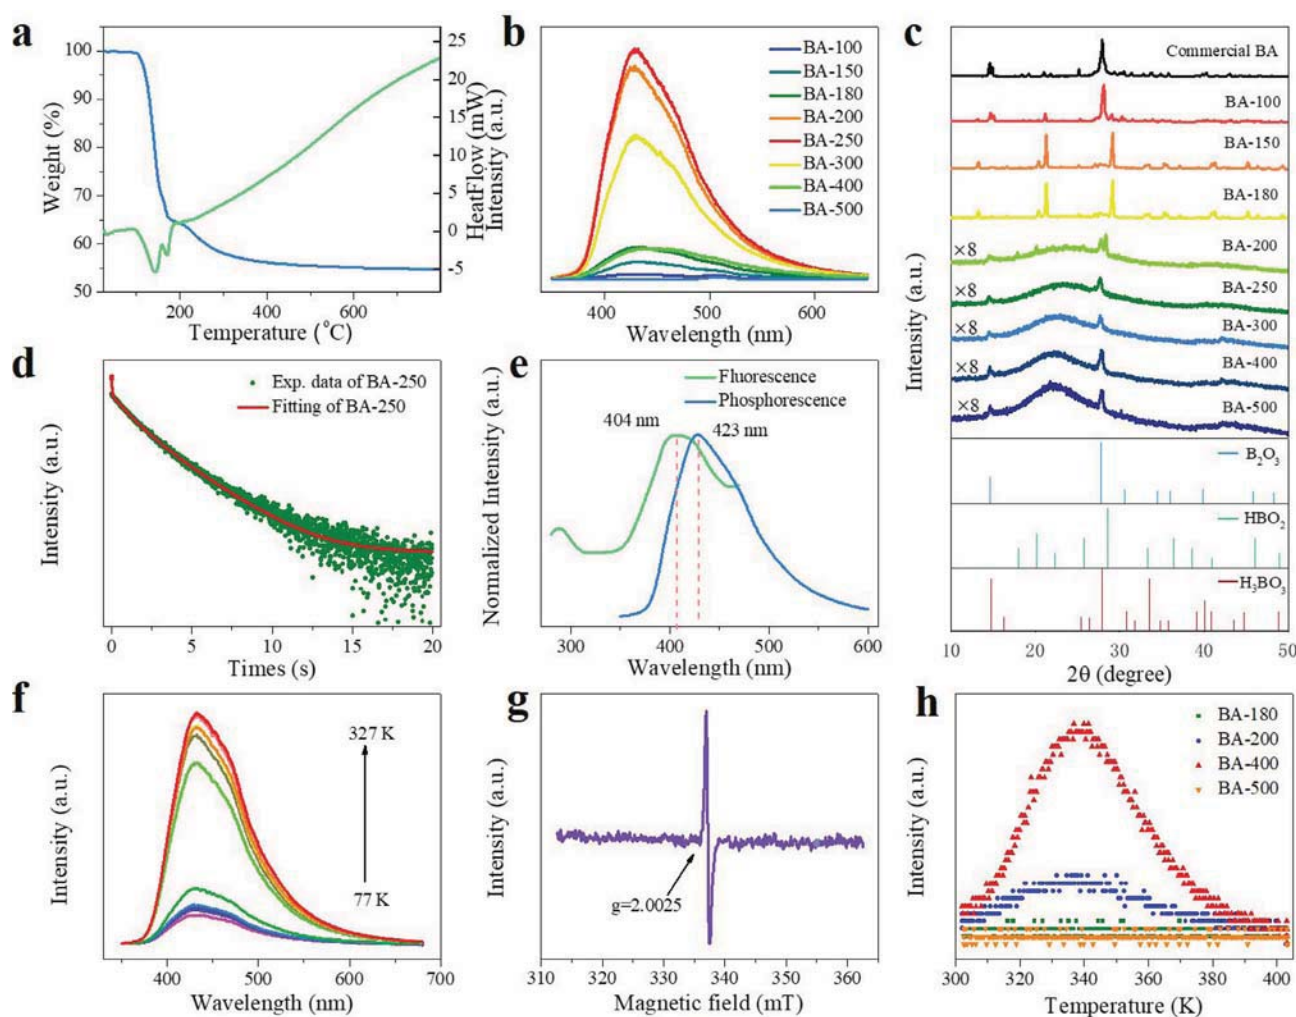 a
100
90
80
70
60
50
Weight (%)
25
20
15
10
5
0
-5
HeatFlow (mW)
Intensity (a.u.)
200
400
600
Temperature (°C)
b
BA-100
BA-150
BA-180
BA-200
BA-250
BA-300
BA-400
BA-500
Intensity (a.u.)
400
500
600
Wavelength (nm)
c
Commercial BA
BA-100
BA-150
BA-180
×8
BA-200
×8
BA-250
×8
BA-300
×8
BA-400
×8
BA-500
B₂O₃
HBO₂
H₃BO₃
Intensity (a.u.)
10
20
30
40
50
2θ (degree)
d
Exp. data of BA-250
Fitting of BA-250
Intensity (a.u.)
0
5
10
15
20
Times (s)
e
Fluorescence
Phosphorescence
404 nm
423 nm
Normalized Intensity (a.u.)
300
400
500
600
Wavelength (nm)
f
327 K
77 K
Intensity (a.u.)
400
500
600
700
Wavelength (nm)
g
g=2.0025
Intensity (a.u.)
310
320
330
340
350
360
Magnetic field (mT)
h
BA-180
BA-200
BA-400
BA-500
Intensity (a.u.)
300
320
340
360
380
400
Temperature (K)